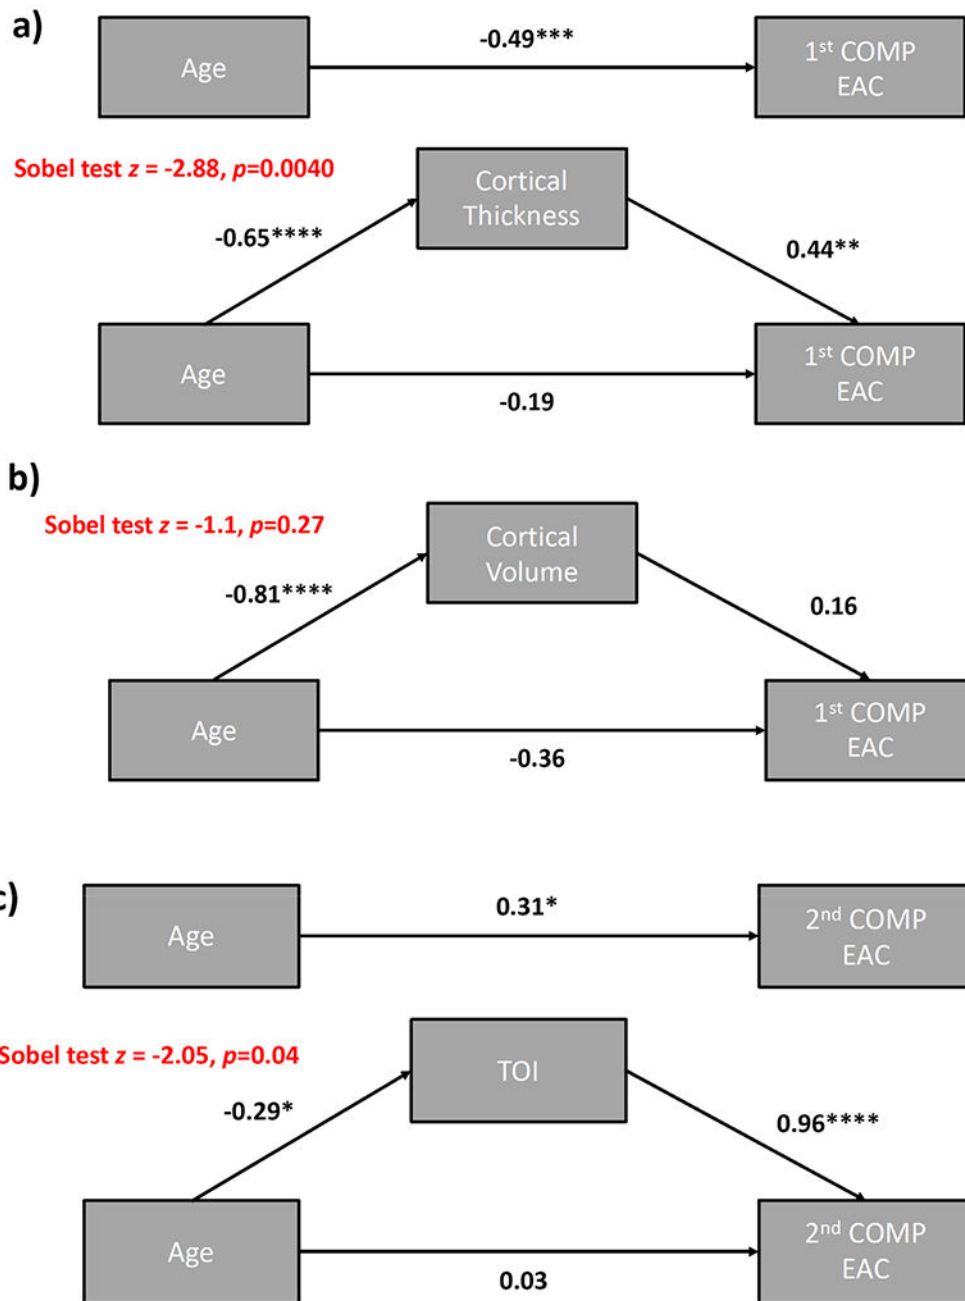 a)
-0.49***
Age
1st COMP
EAC
Sobel test z = -2.88, p=0.0040
Cortical
Thickness
-0.65****
0.44**
Age
1st COMP
EAC
-0.19
b)
Sobel test z = -1.1, p=0.27
Cortical
Volume
-0.81****
0.16
Age
1st COMP
EAC
-0.36
c)
0.31*
Age
2nd COMP
EAC
Sobel test z = -2.05, p=0.04
TOI
-0.29*
0.96****
Age
2nd COMP
EAC
0.03